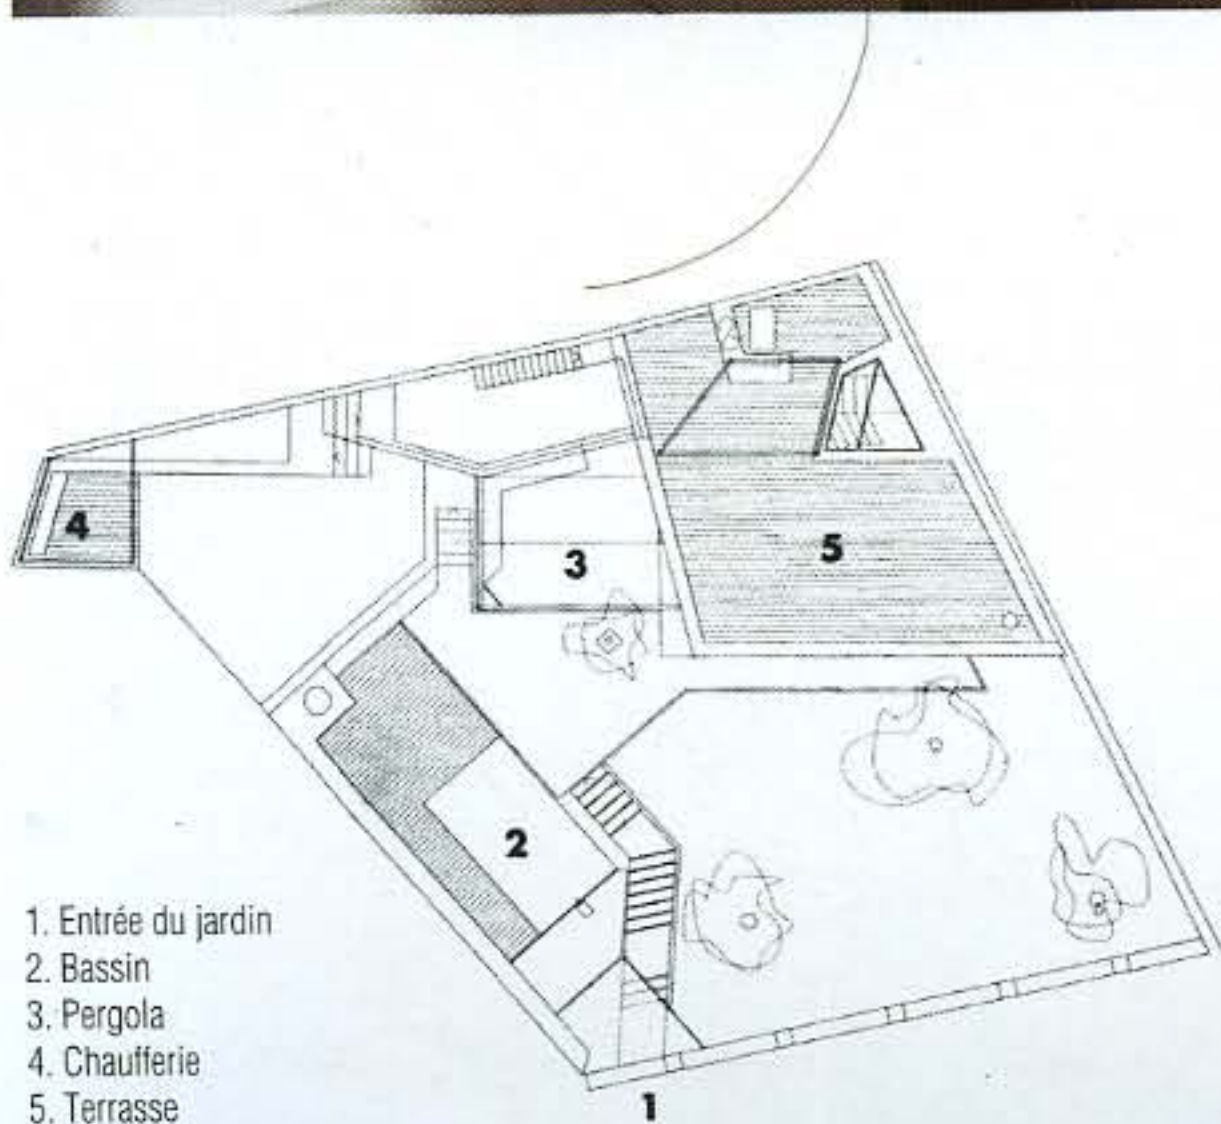 4
3
5
2
1. Entrée du jardin
2. Bassin
3. Pergola
4. Chaufferie
5. Terrasse
1